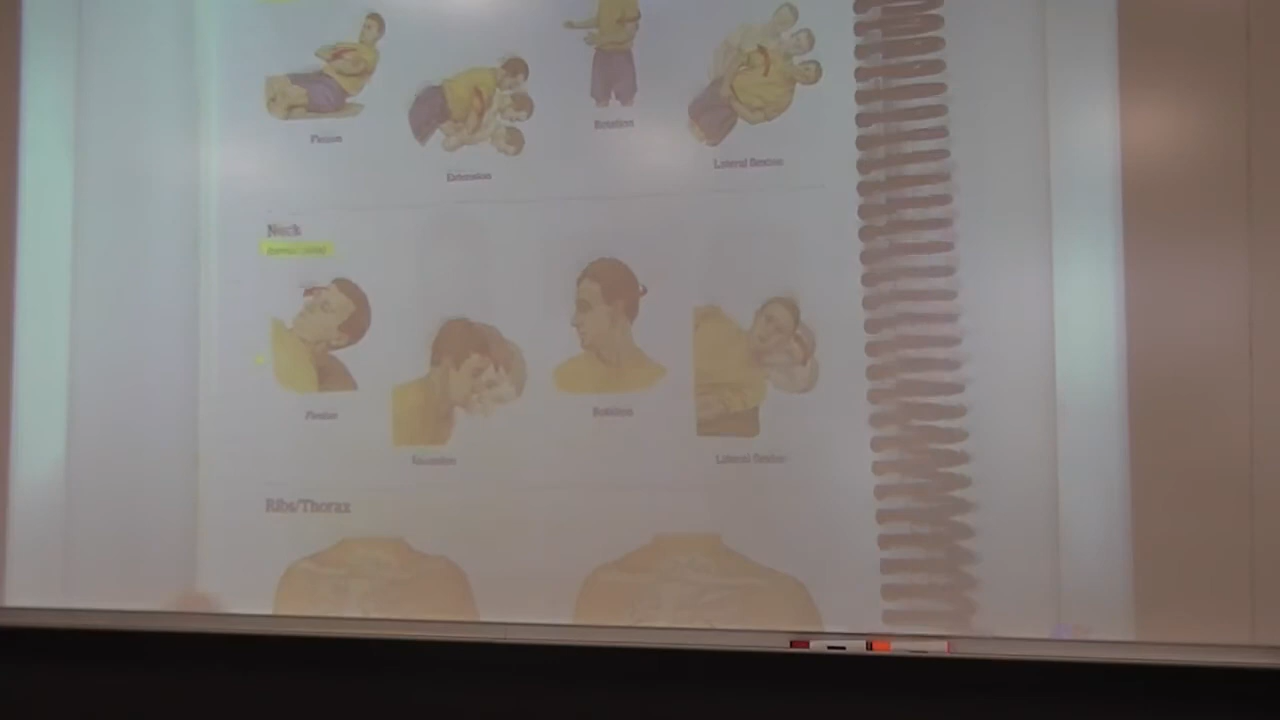 Flexion
Extension
Rotation
Lateral flexion
Neck
Flexion
Extension
Rotation
Lateral flexion
Ribs/Thorax